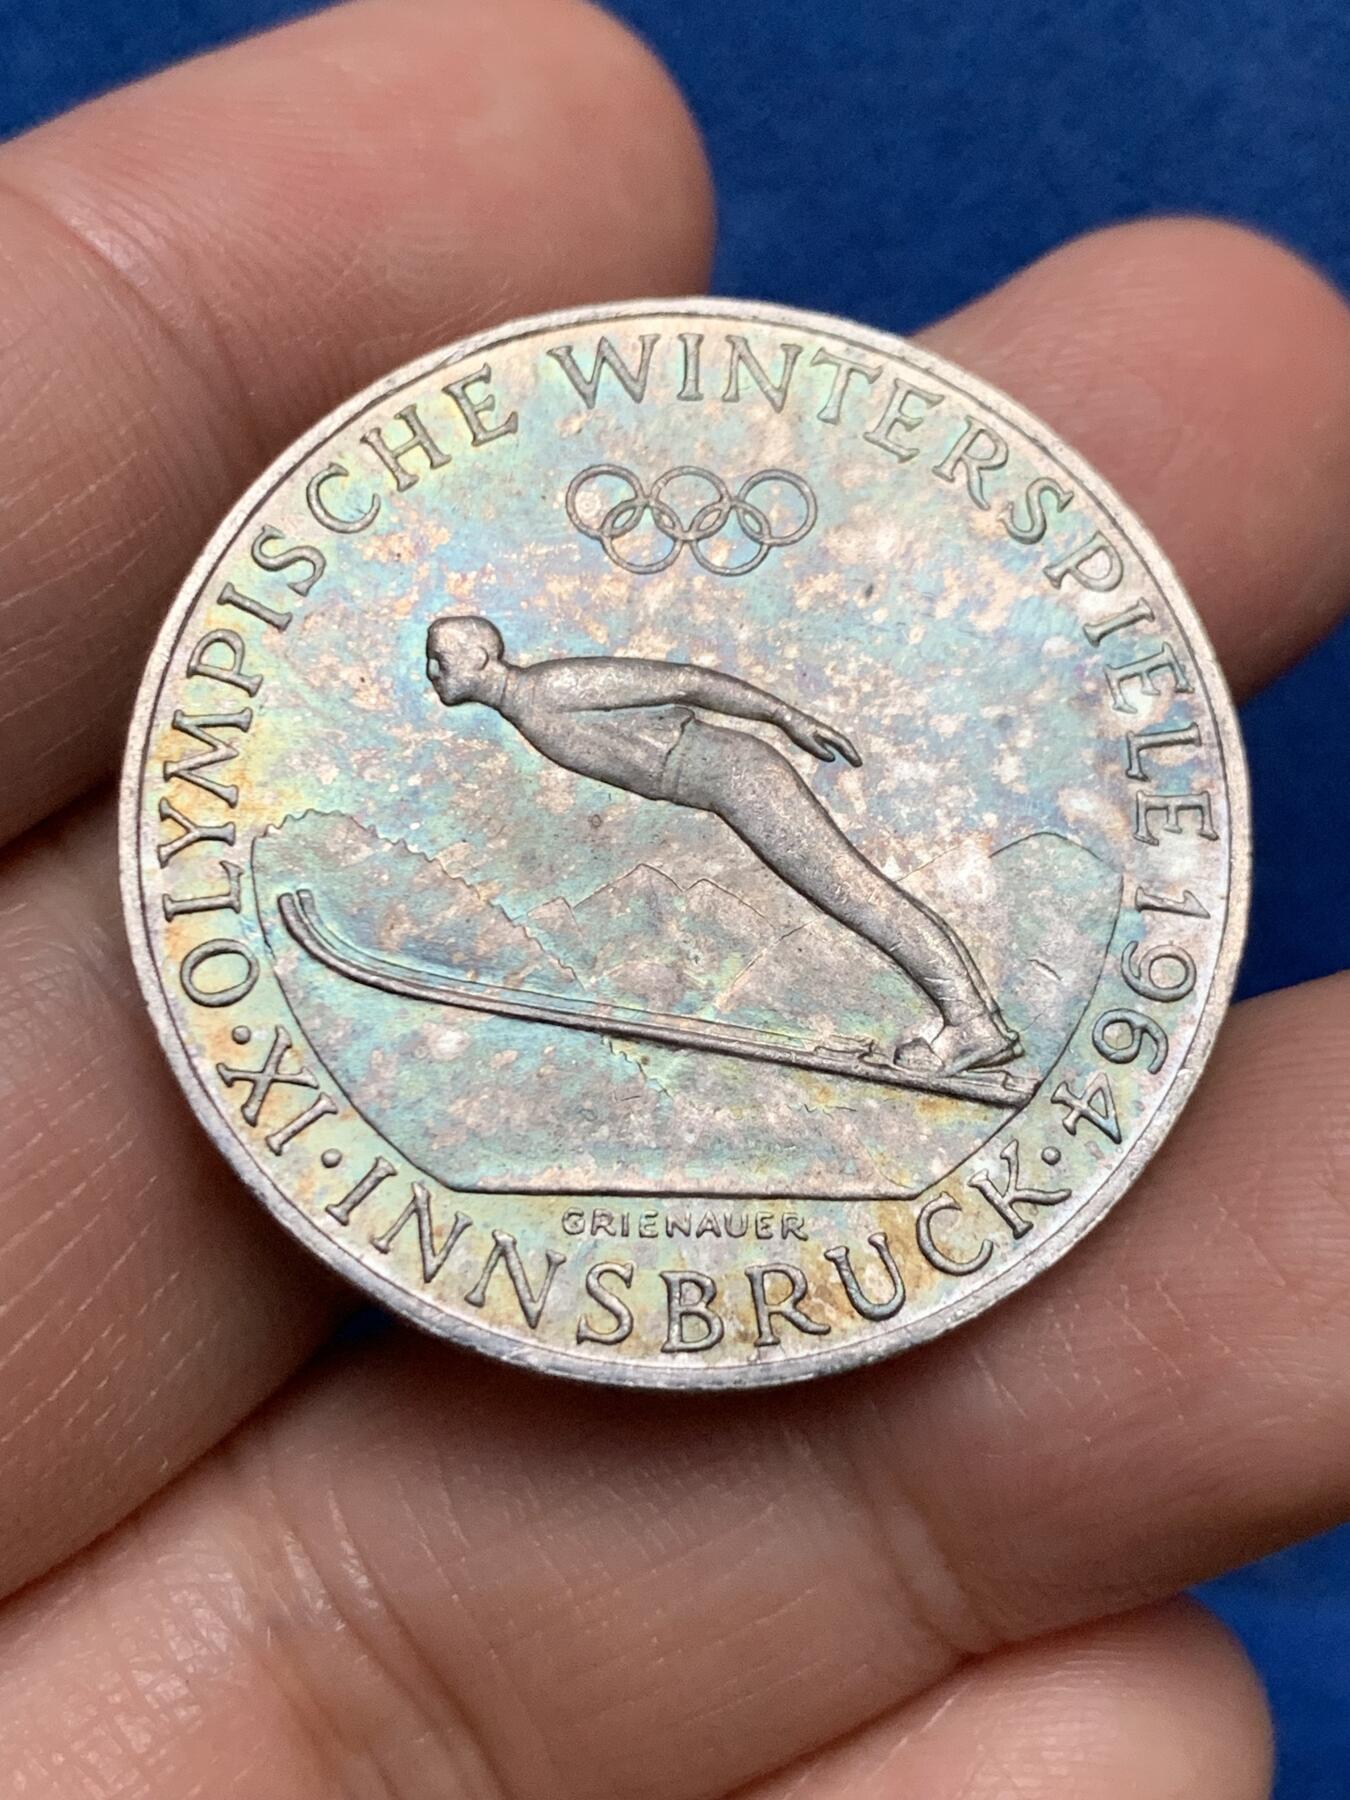 IX · OLYMPISCHE WINTERSPIELE 1964 · INNSBRUCK ·
GRIENAUER